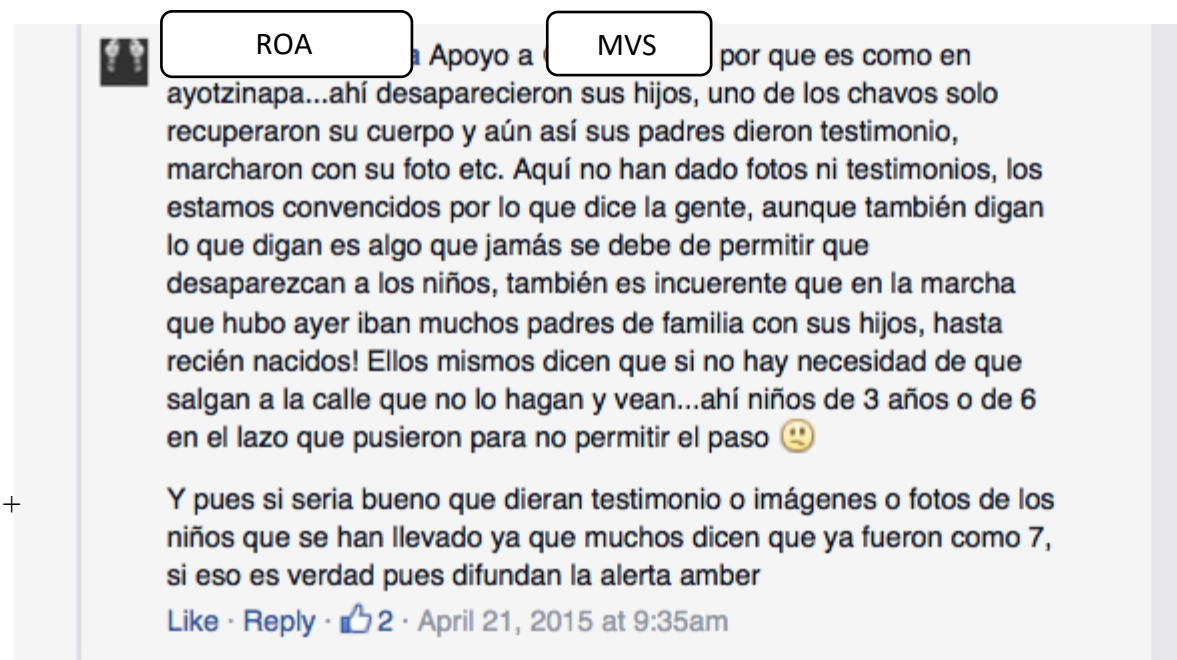 ROA Apoyo a MVS por que es como en
ayotzinapa...ahí desaparecieron sus hijos, uno de los chavos solo
recuperaron su cuerpo y aún así sus padres dieron testimonio,
marcharon con su foto etc. Aquí no han dado fotos ni testimonios, los
estamos convencidos por lo que dice la gente, aunque también digan
lo que digan es algo que jamás se debe de permitir que
desaparezcan a los niños, también es incuerente que en la marcha
que hubo ayer iban muchos padres de familia con sus hijos, hasta
recién nacidos! Ellos mismos dicen que si no hay necesidad de que
salgan a la calle que no lo hagan y vean...ahí niños de 3 años o de 6
en el lazo que pusieron para no permitir el paso
+ Y pues si seria bueno que dieran testimonio o imágenes o fotos de los
niños que se han llevado ya que muchos dicen que ya fueron como 7,
si eso es verdad pues difundan la alerta amber
Like · Reply · 2 · April 21, 2015 at 9:35am